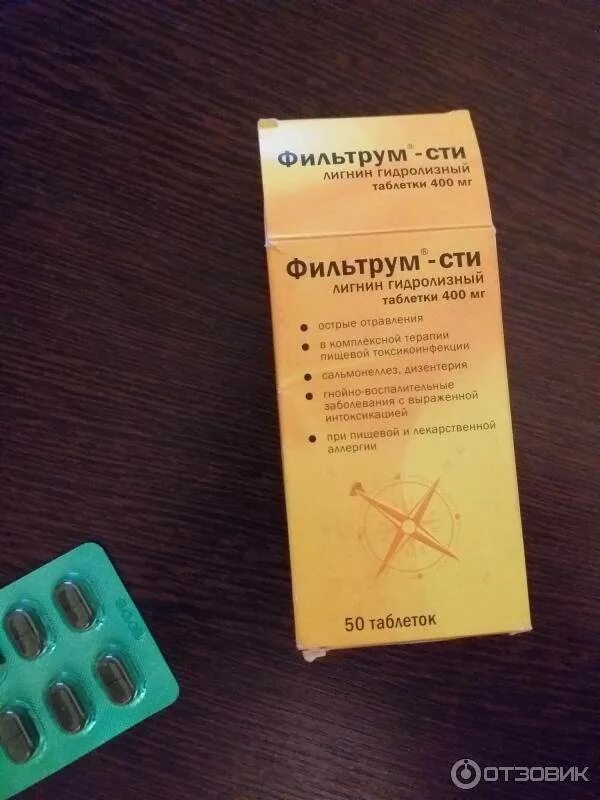 Фильтрум®-сти
лигнин гидролизный
таблетки 400 мг
Фильтрум®-сти
лигнин гидролизный
таблетки 400 мг
• острые отравления
• в комплексной терапии
пищевой токсикоинфекции
• сальмонеллез, дизентерия
• гнойно-воспалительные
заболевания с выраженной
интоксикацией
• при пищевой и лекарственной
аллергии
50 таблеток
ОТЗОВИК